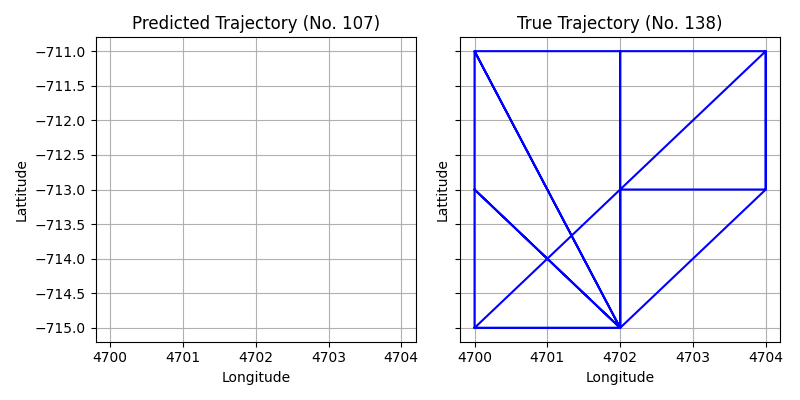 Predicted Trajectory (No. 107)
True Trajectory (No. 138)
−711.0
−711.5
−712.0
−712.5
−713.0
−713.5
−714.0
−714.5
−715.0
Lattitude
Lattitude
4700 4701 4702 4703 4704
4700 4701 4702 4703 4704
Longitude
Longitude